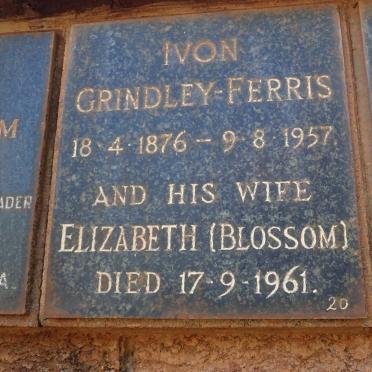 IVON
GRINDLEY-FERRIS
18·4·1876 – 9·8·1957
AND HIS WIFE
ELIZABETH (BLOSSOM)
DIED 17·9·1961.
20
M
ADER
A